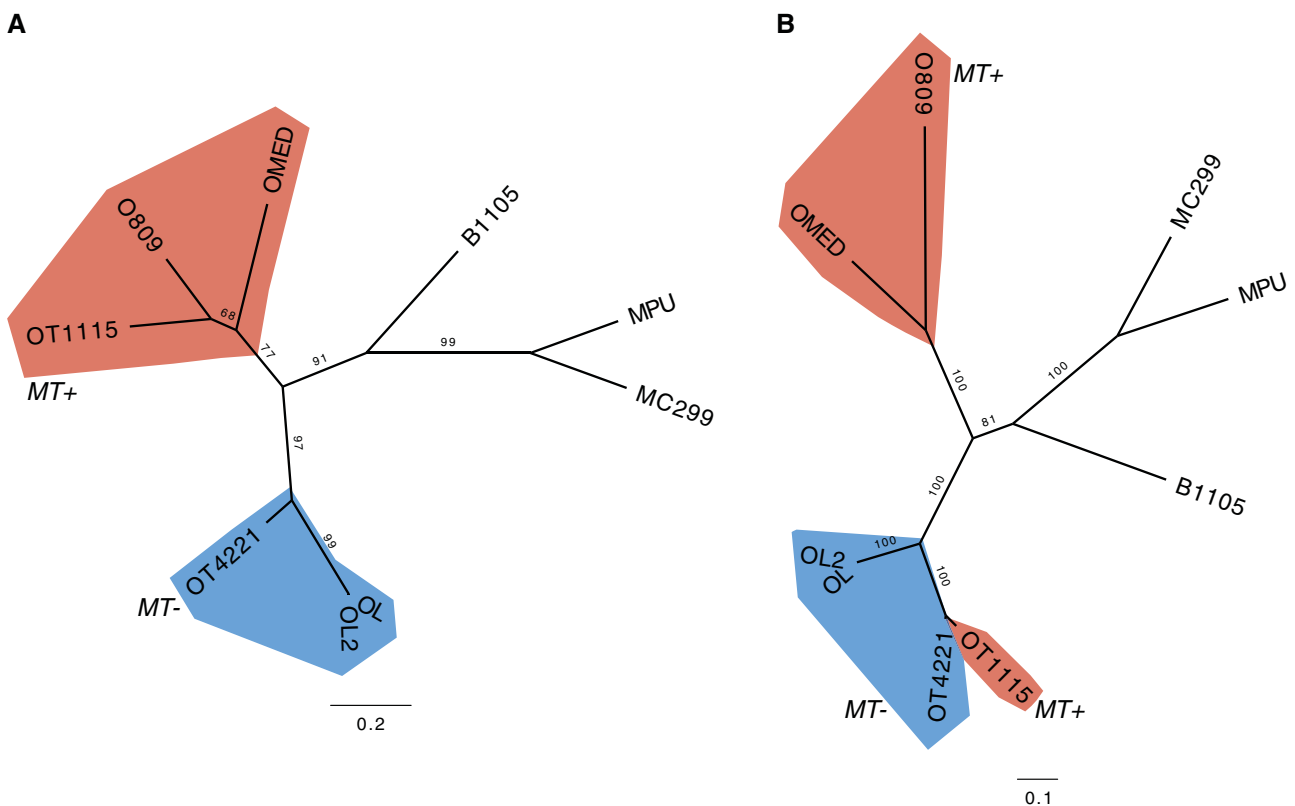 A
OMED
O809
OT1115
MT+
68
77
91
99
B1105
MPU
MC299
97
99
OT4221
OL
OL2
MT-
0.2
B
O809
MT+
OMED
MC299
MPU
100
100
81
B1105
100
100
OL2
OL
100
OT4221
OT1115
MT-
MT+
0.1